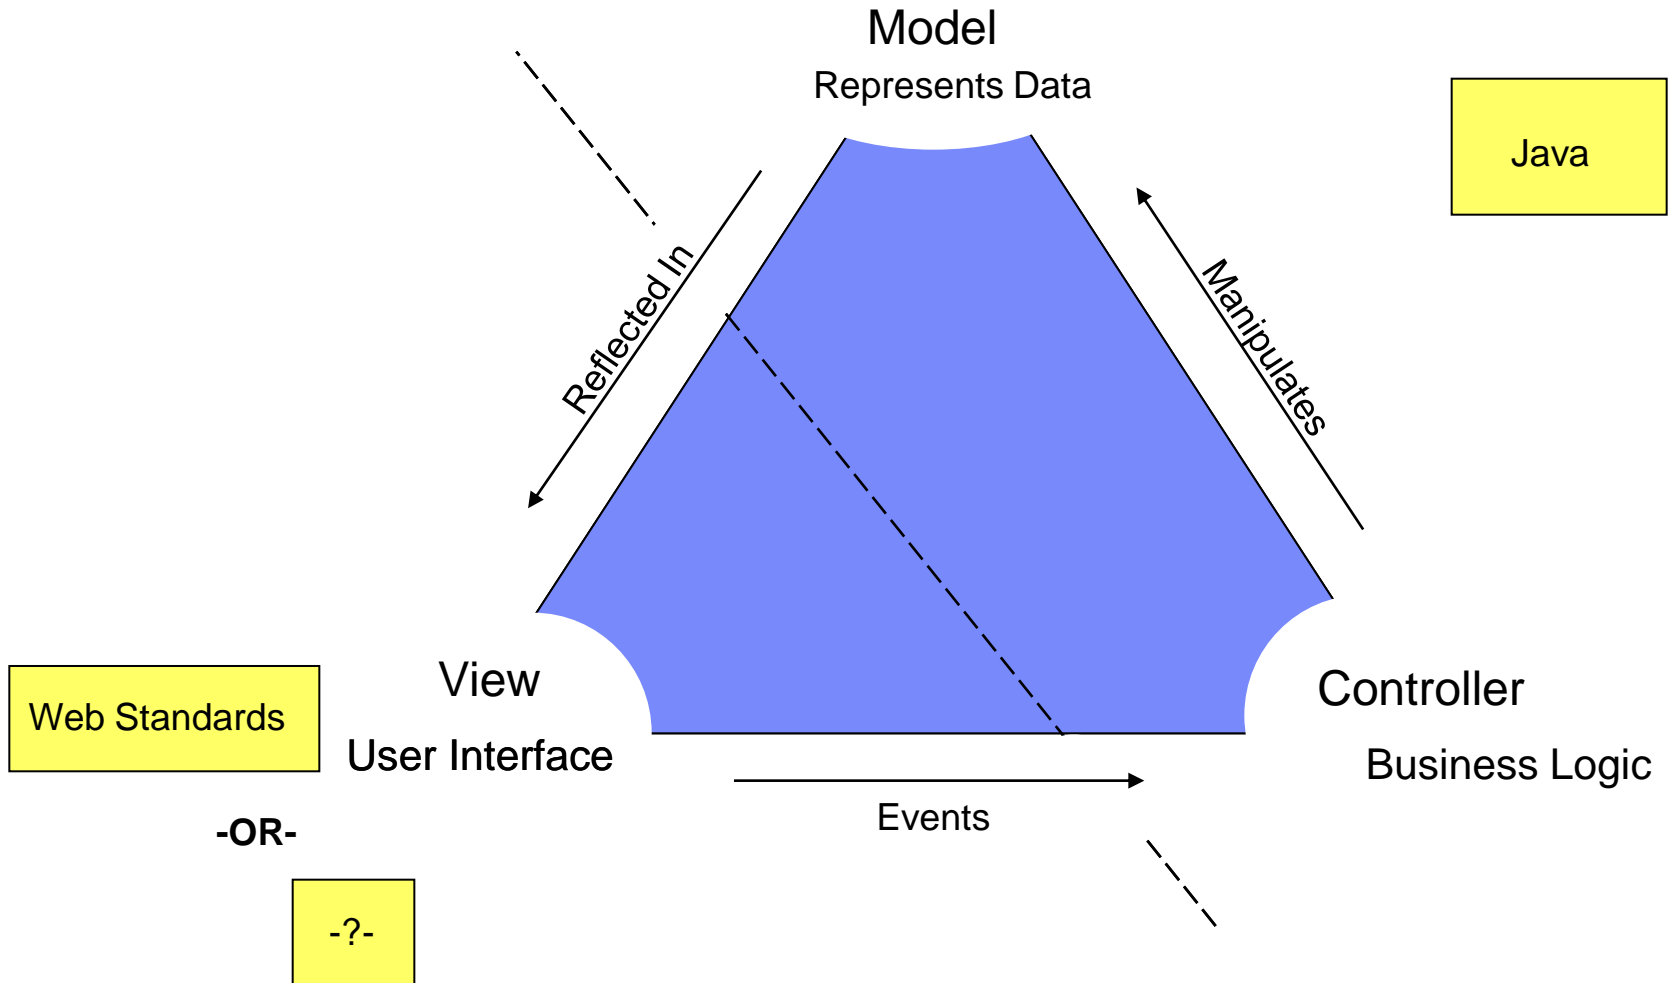 Model
Represents Data
Java
Reflected In
Manipulates
View
User Interface
Web Standards
Controller
Business Logic
Events
-OR-
-?-